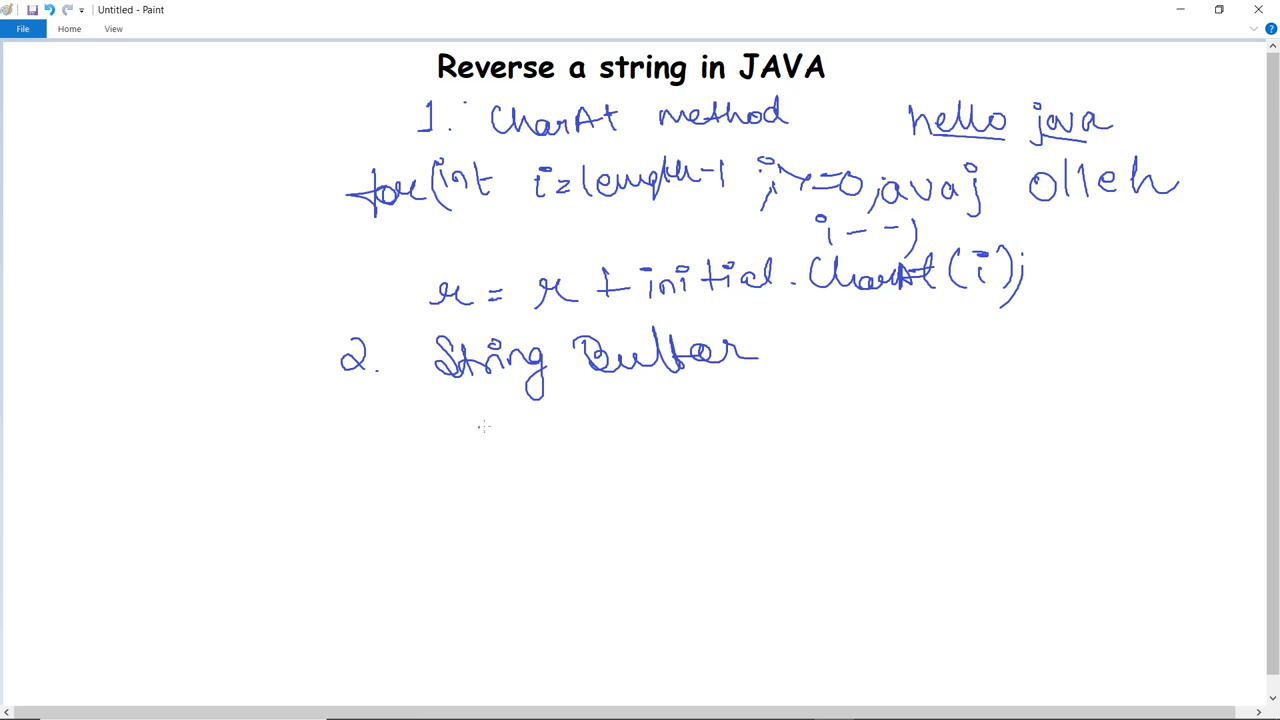 Untitled - Paint
File Home View
Reverse a string in JAVA
1. CharAt method hello java
for(int i=length-1 i>=0; avaj olleh
i--)
r = r + initial.CharAt(i);
2. String Buffer